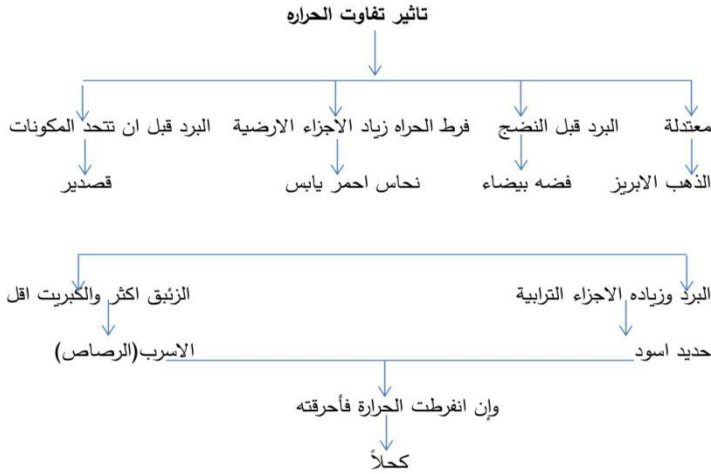 تاثير تفاوت الحراره
معتدلة البرد قبل النضج فرط الحراه زياد الاجزاء الارضية البرد قبل ان تتحد المكونات
الذهب الابريز فضه بيضاء نحاس احمر يابس قصدير
البرد وزياده الاجزاء الترابية الزئبق اكثر والكبريت اقل
حديد اسود الاسرب(الرصاص)
وإن انفرطت الحرارة فأحرقته
كحلاً